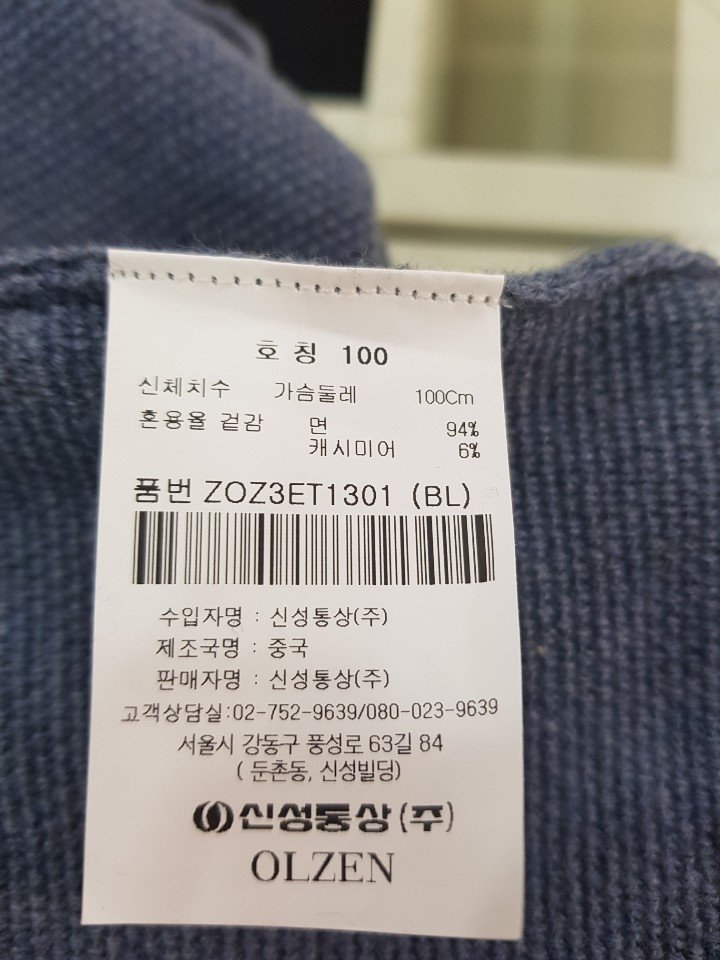 호칭 100
신체치수 가슴둘레 100Cm
혼용율 겉감 면 94%
캐시미어 6%
품번 ZOZ3ET1301 (BL)
수입자명 : 신성통상(주)
제조국명 : 중국
판매자명 : 신성통상(주)
고객상담실:02-752-9639/080-023-9639
서울시 강동구 풍성로 63길 84
( 둔촌동, 신성빌딩)
신성통상(주)
OLZEN